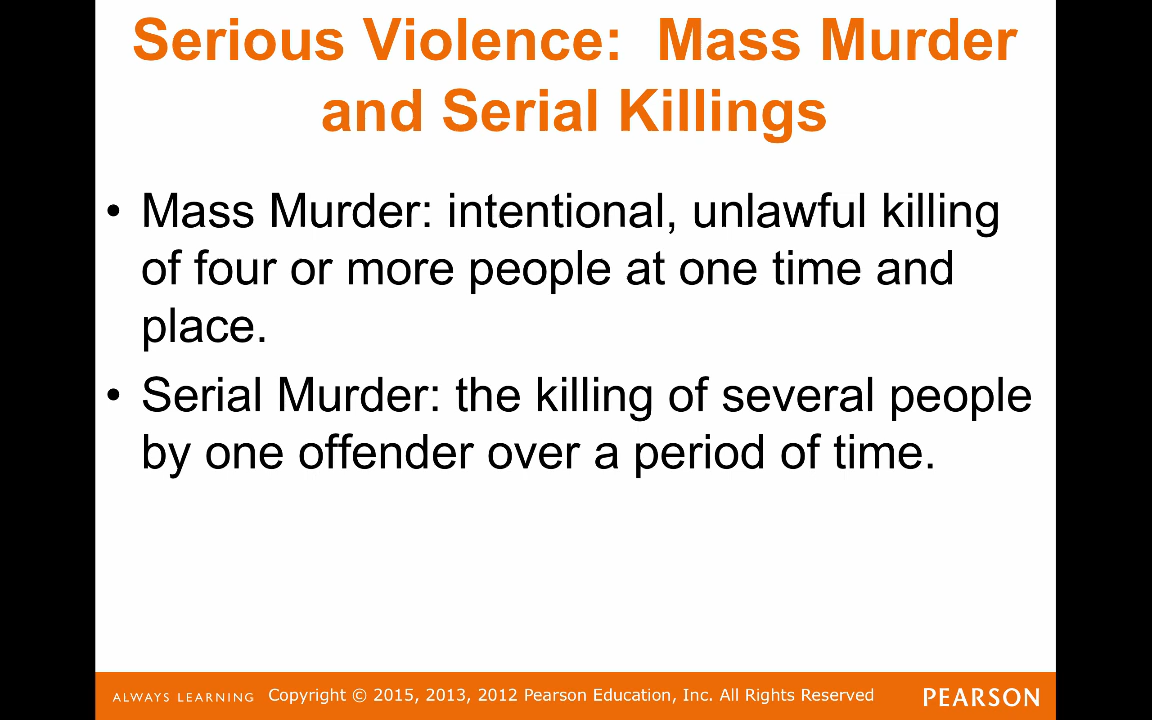 Serious Violence:  Mass Murder
and Serial Killings
• Mass Murder: intentional, unlawful killing
of four or more people at one time and
place.
• Serial Murder: the killing of several people
by one offender over a period of time.
ALWAYS LEARNING Copyright © 2015, 2013, 2012 Pearson Education, Inc. All Rights Reserved PEARSON